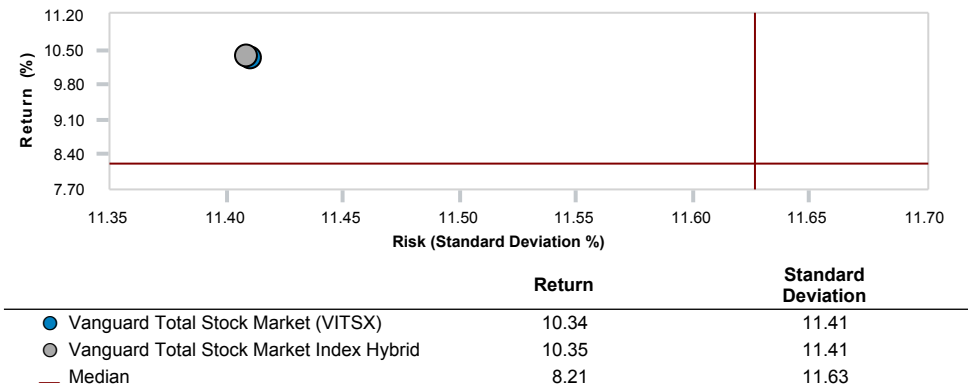 11.20
10.50
9.80
9.10
8.40
7.70
Return (%)
11.35 11.40 11.45 11.50 11.55 11.60 11.65 11.70
Risk (Standard Deviation %)
Return Standard Deviation
Vanguard Total Stock Market (VITSX) 10.34 11.41
Vanguard Total Stock Market Index Hybrid 10.35 11.41
Median 8.21 11.63